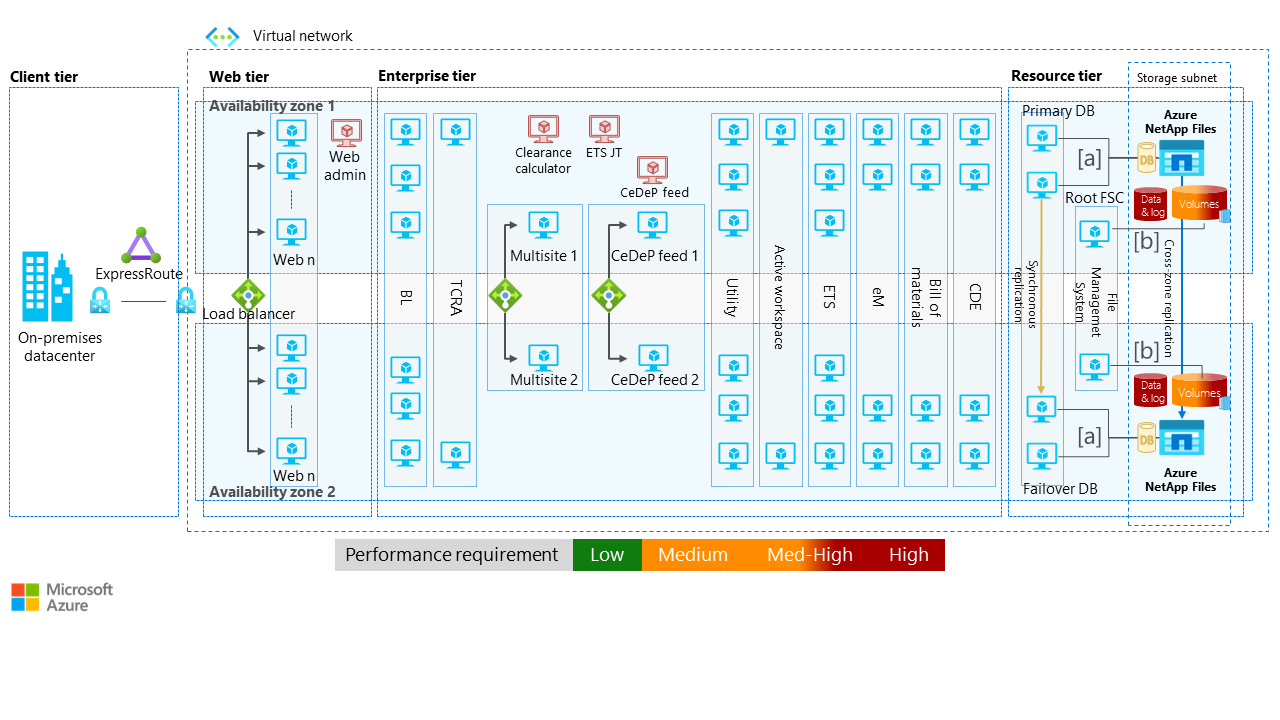 Virtual network
Client tier
Web tier
Enterprise tier
Resource tier
Storage subnet
Availability zone 1
Web
admin
Web n
Clearance
calculator
ETS JT
CeDeP feed
Multisite 1
CeDeP feed 1
Primary DB
Azure
NetApp Files
[a]
DB
Root FSC
Data
& log
Volumes
[b]
ExpressRoute
On-premises
datacenter
Load balancer
BL
TCRA
Utility
Active workspace
ETS
eM
Bill of
materials
CDE
Synchronous
replication
File
Managemet
System
Cross-zone replication
Multisite 2
CeDeP feed 2
[b]
Data
& log
Volumes
[a]
DB
Web n
Availability zone 2
Failover DB
Azure
NetApp Files
Performance requirement
Low
Medium
Med-High
High
Microsoft
Azure